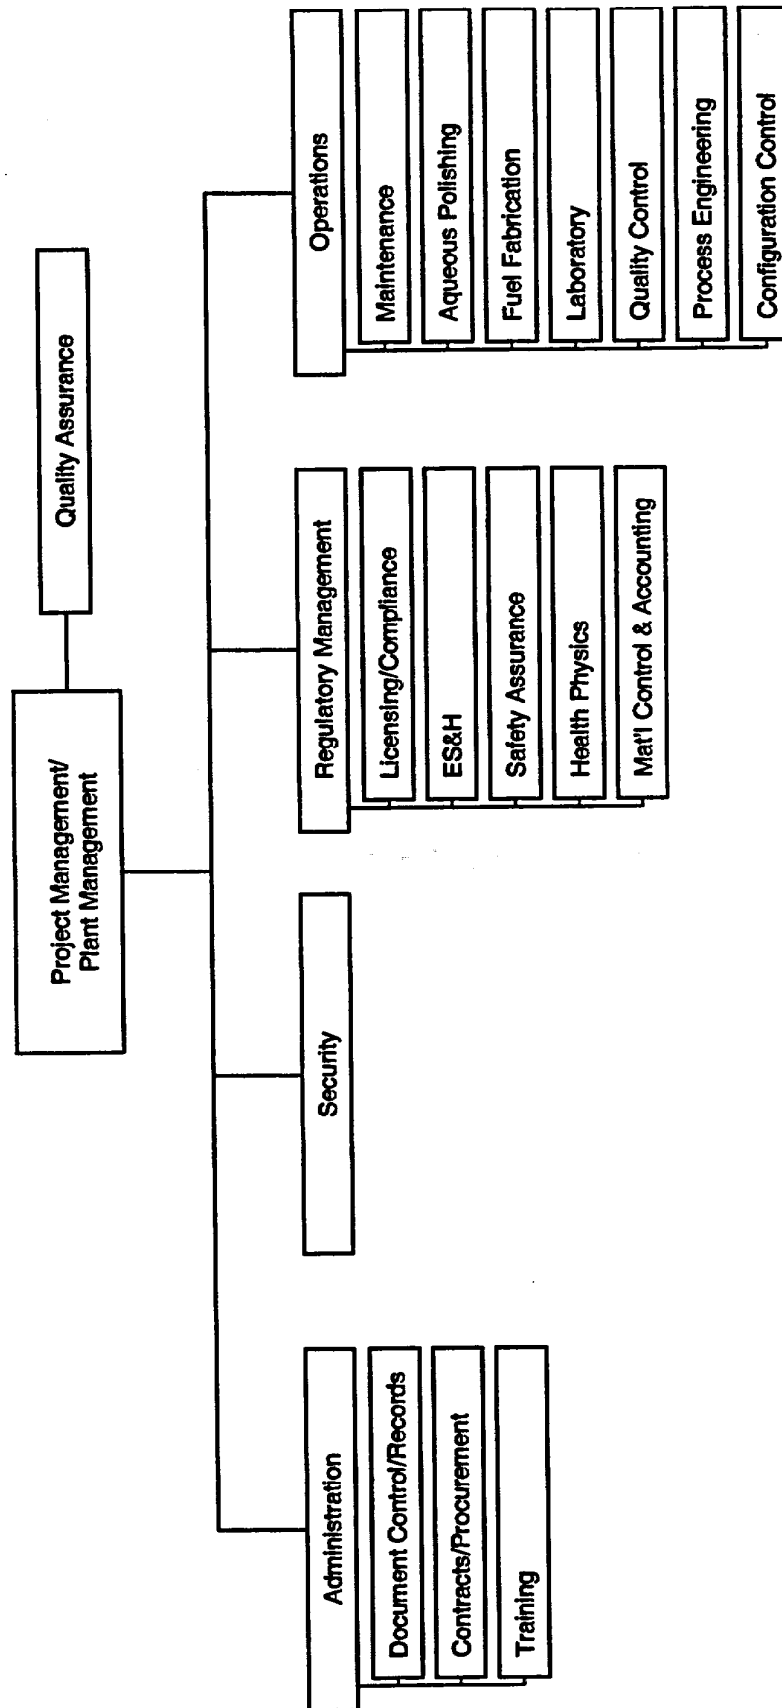 Project Management/
Plant Management
Quality Assurance
Administration
Document Control/Records
Contracts/Procurement
Training
Security
Regulatory Management
Licensing/Compliance
ES&H
Safety Assurance
Health Physics
Mat'l Control & Accounting
Operations
Maintenance
Aqueous Polishing
Fuel Fabrication
Laboratory
Quality Control
Process Engineering
Configuration Control